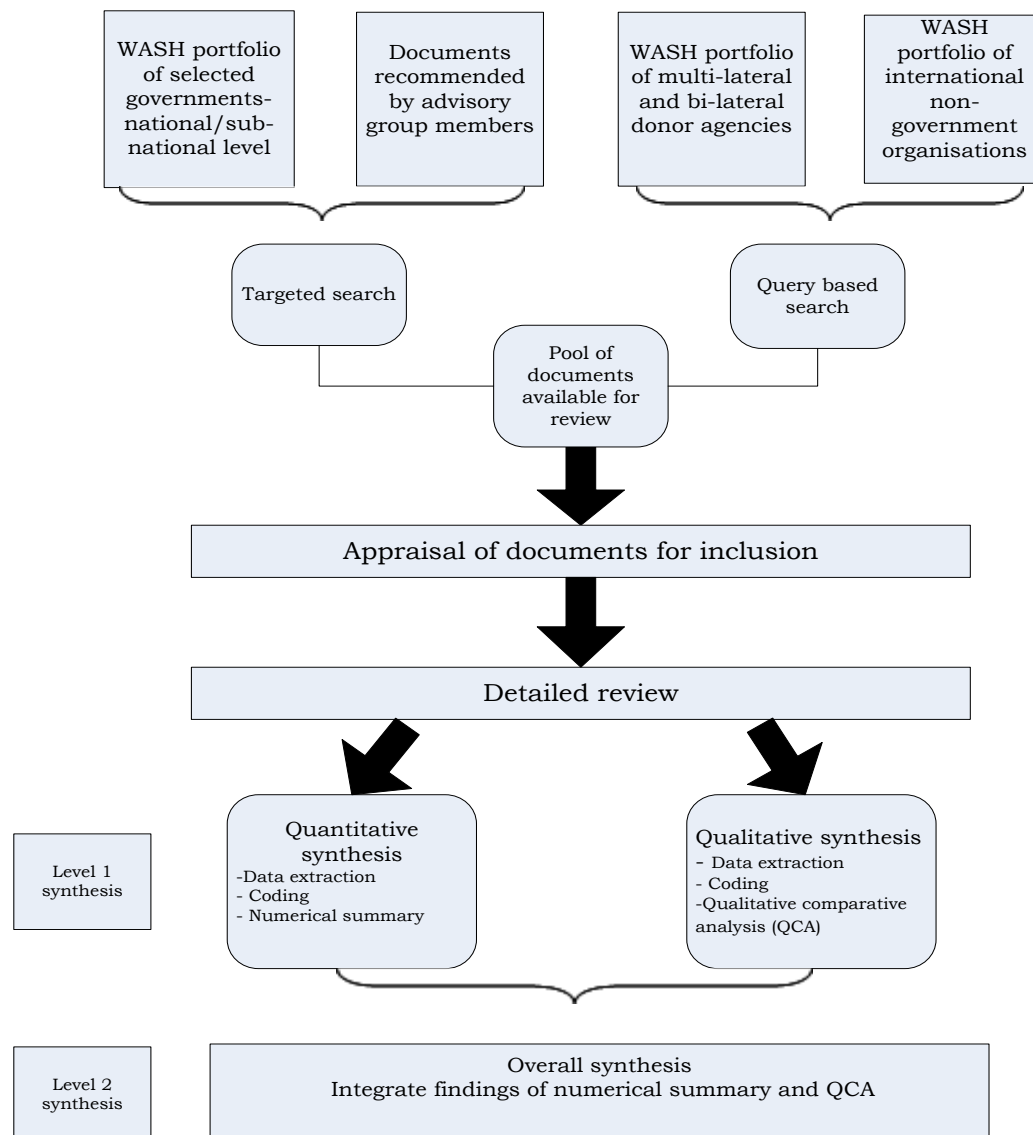 WASH portfolio
of selected
governments-
national/sub-
national level
Documents
recommended
by advisory
group members
WASH portfolio
of multi-lateral
and bi-lateral
donor agencies
WASH
portfolio of
international
non-
government
organisations
Targeted search
Query based
search
Pool of
documents
available for
review
Appraisal of documents for inclusion
Detailed review
Level 1
synthesis
Quantitative
synthesis
-Data extraction
- Coding
- Numerical summary
Qualitative synthesis
- Data extraction
- Coding
-Qualitative comparative
analysis (QCA)
Level 2
synthesis
Overall synthesis
Integrate findings of numerical summary and QCA